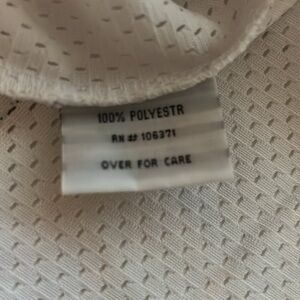 100% POLYESTR
RN ## 106371
OVER FOR CARE